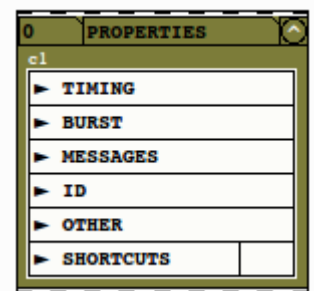 0 PROPERTIES
c1
► TIMING
► BURST
► MESSAGES
► ID
► OTHER
► SHORTCUTS